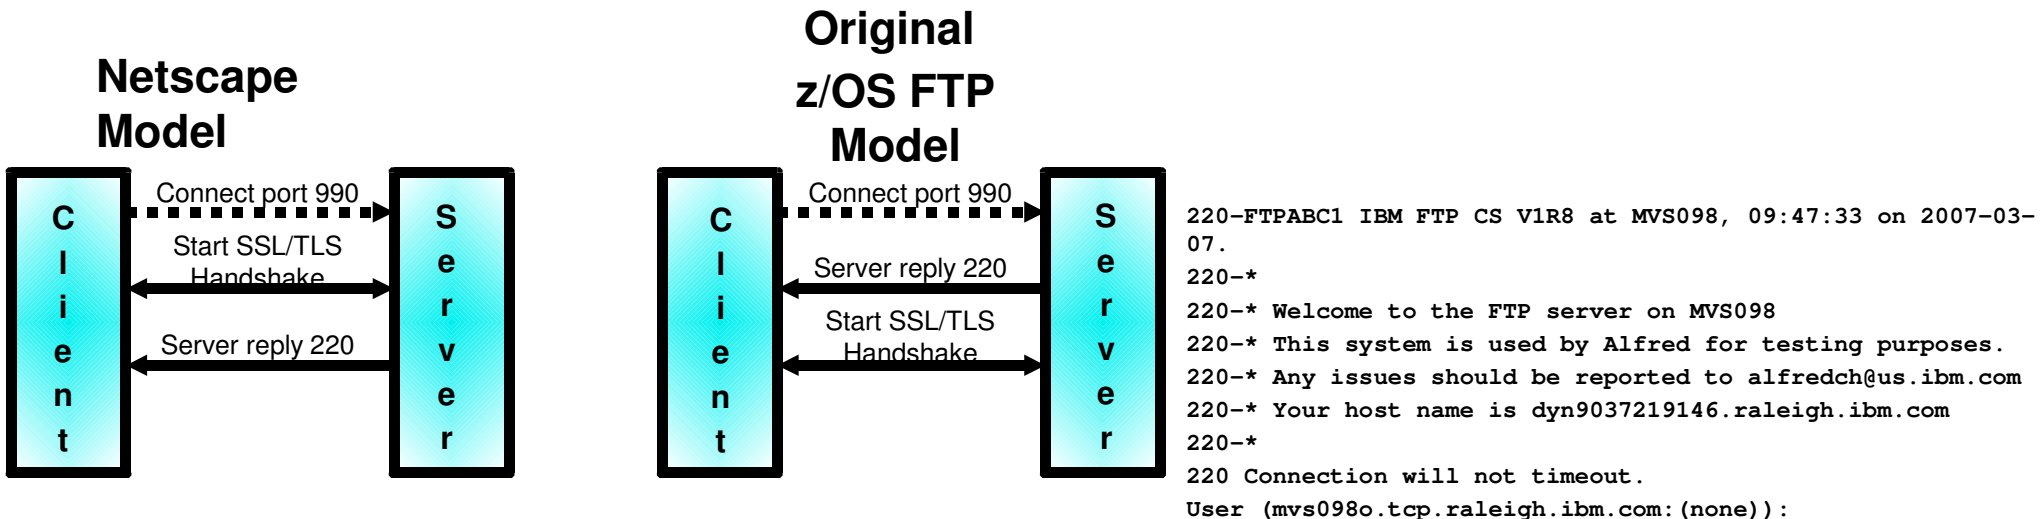 Netscape
Model
Client
Connect port 990
Start SSL/TLS
Handshake
Server reply 220
Server
Original
z/OS FTP
Model
Client
Connect port 990
Server reply 220
Start SSL/TLS
Handshake
Server
220-FTPABC1 IBM FTP CS V1R8 at MVS098, 09:47:33 on 2007-03-
07.
220-*
220-* Welcome to the FTP server on MVS098
220-* This system is used by Alfred for testing purposes.
220-* Any issues should be reported to alfredch@us.ibm.com
220-* Your host name is dyn9037219146.raleigh.ibm.com
220-*
220 Connection will not timeout.
User (mvs098o.tcp.raleigh.ibm.com:(none)):